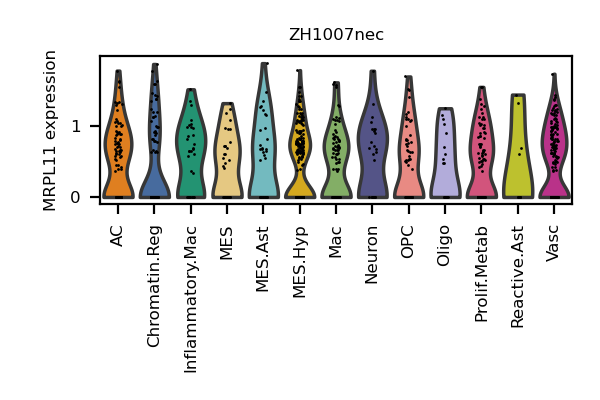 ZH1007nec
MRPL11 expression
1
0
AC
Chromatin.Reg
Inflammatory.Mac
MES
MES.Ast
MES.Hyp
Mac
Neuron
OPC
Oligo
Prolif.Metab
Reactive.Ast
Vasc